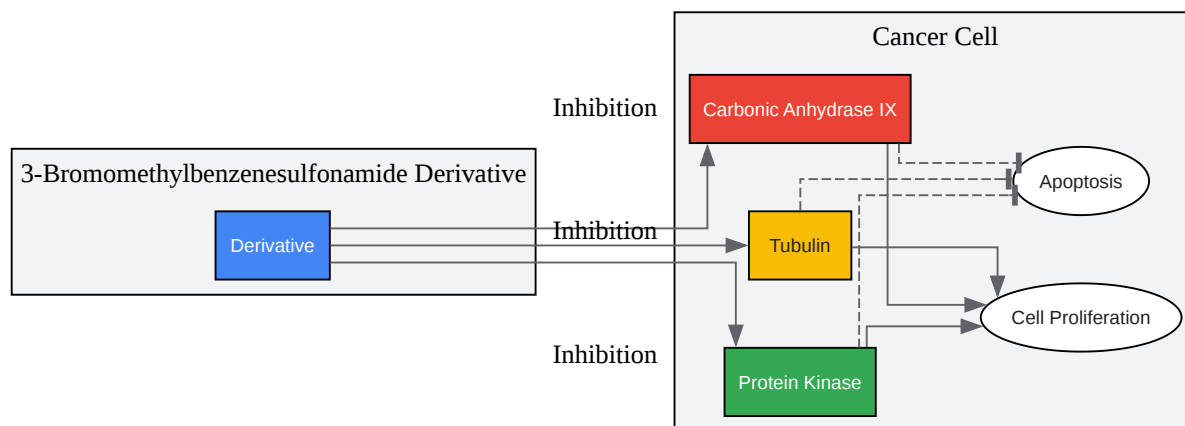 Cancer Cell
Inhibition
Carbonic Anhydrase IX
3-Bromomethylbenzenesulfonamide Derivative
Apoptosis
Derivative
Inhibition
Tubulin
Cell Proliferation
Inhibition
Protein Kinase